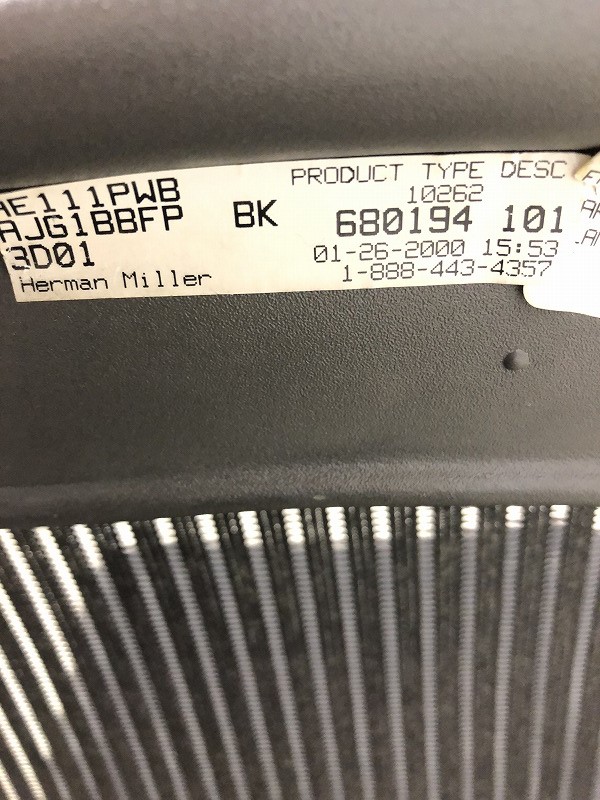 AE111PWB
AJG1BBFP
3D01
Herman Miller
BK
PRODUCT TYPE DESC
10262
680194 101
01-26-2000 15:53
1-888-443-4357